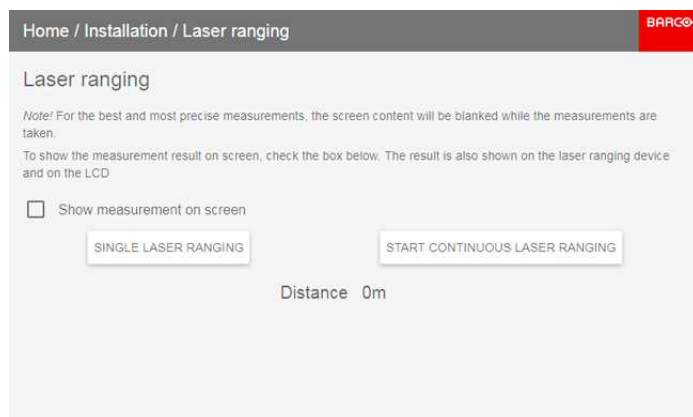 Home / Installation / Laser ranging
BARCO
Laser ranging
Note! For the best and most precise measurements, the screen content will be blanked while the measurements are
taken.
To show the measurement result on screen, check the box below. The result is also shown on the laser ranging device
and on the LCD
Show measurement on screen
SINGLE LASER RANGING
START CONTINUOUS LASER RANGING
Distance 0m